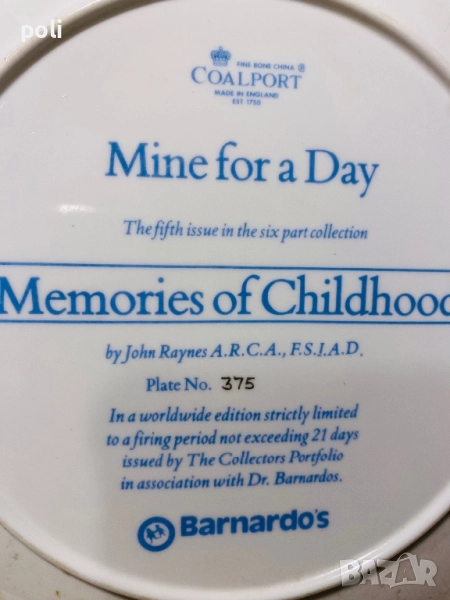 poli
FINE BONE CHINA ®
COALPORT
MADE IN ENGLAND
EST. 1750
Mine for a Day
The fifth issue in the six part collection
Memories of Childhood
by John Raynes A.R.C.A., F.S.I.A.D.
Plate No. 375
In a worldwide edition strictly limited
to a firing period not exceeding 21 days
issued by The Collectors Portfolio
in association with Dr. Barnardos.
Barnardo's
BAZAR